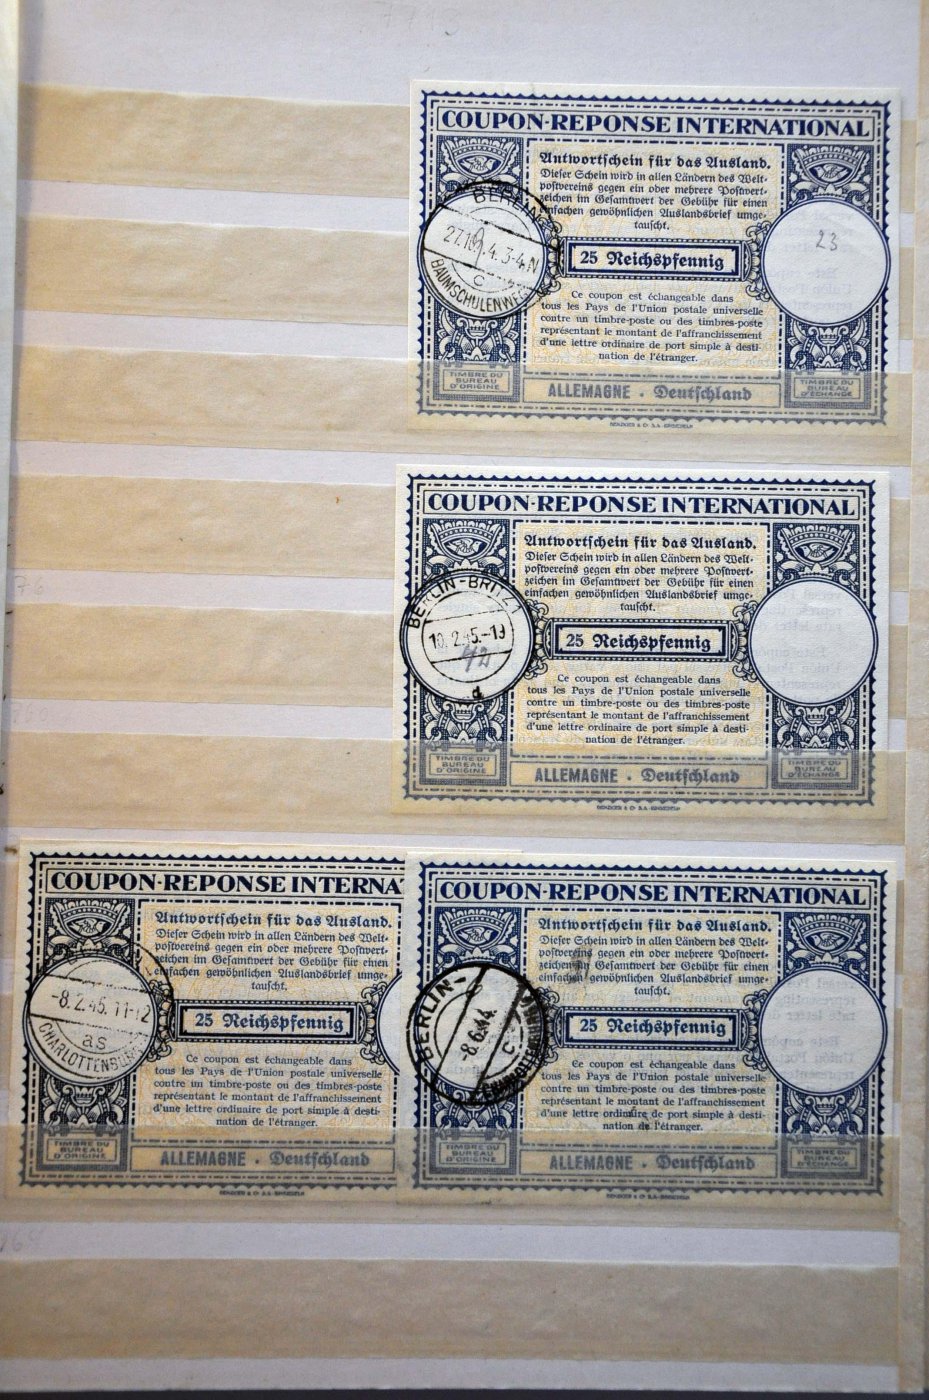 COUPON-REPONSE INTERNATIONAL
Antwortschein für das Ausland.
Dieser Schein wird in allen Ländern des Welt-
postvereins gegen ein oder mehrere Postwert-
zeichen im Gesamtwert der Gebühr für einen
einfachen gewöhnlichen Auslandsbrief umge-
tauscht.
BERLIN
4.3-4N
c
BAUMSCHULENWEG
23
25 Reichspfennig
Ce coupon est échangeable dans
tous les Pays de l'Union postale universelle
contre un timbre-poste ou des timbres-poste
représentant le montant de l'affranchissement
d'une lettre ordinaire de port simple à desti-
nation de l'étranger.
TIMBRE DU
BUREAU
D'ORIGINE
ALLEMAGNE . Deutschland
TIMBRE DU
BUREAU
D'ÉCHANGE
COUPON-REPONSE INTERNATIONAL
Antwortschein für das Ausland.
Dieser Schein wird in allen Ländern des Welt-
postvereins gegen ein oder mehrere Postwert-
zeichen im Gesamtwert der Gebühr für einen
einfachen gewöhnlichen Auslandsbrief umge-
tauscht.
BERLIN-BRITZ 1
10.2.45.-19
42
d
25 Reichspfennig
Ce coupon est échangeable dans
tous les Pays de l'Union postale universelle
contre un timbre-poste ou des timbres-poste
représentant le montant de l'affranchissement
d'une lettre ordinaire de port simple à desti-
nation de l'étranger.
TIMBRE DU
BUREAU
D'ORIGINE
ALLEMAGNE . Deutschland
TIMBRE DU
BUREAU
D'ÉCHANGE
COUPON-REPONSE INTERNA
Antwortschein für das Ausland.
Dieser Schein wird in allen Ländern des Welt-
postvereins gegen ein oder mehrere Postwert-
zeichen im Gesamtwert der Gebühr für einen
einfachen gewöhnlichen Auslandsbrief umge-
tauscht.
-8.2.45.11-12
as
CHARLOTTENBURG
25 Reichspfennig
Ce coupon est échangeable dans
tous les Pays de l'Union postale universelle
contre un timbre-poste ou des timbres-poste
représentant le montant de l'affranchissement
d'une lettre ordinaire de port simple à desti-
nation de l'étranger.
TIMBRE DU
BUREAU
D'ORIGINE
ALLEMAGNE . Deutschland
COUPON-REPONSE INTERNATIONAL
Antwortschein für das Ausland.
Dieser Schein wird in allen Ländern des Welt-
postvereins gegen ein oder mehrere Postwert-
zeichen im Gesamtwert der Gebühr für einen
einfachen gewöhnlichen Auslandsbrief umge-
tauscht.
BERLIN-
-8.6.44
c
25 Reichspfennig
Ce coupon est échangeable dans
tous les Pays de l'Union postale universelle
contre un timbre-poste ou des timbres-poste
représentant le montant de l'affranchissement
d'une lettre ordinaire de port simple à desti-
nation de l'étranger.
TIMBRE DU
BUREAU
D'ORIGINE
ALLEMAGNE . Deutschland
TIMBRE DU
BUREAU
D'ÉCHANGE